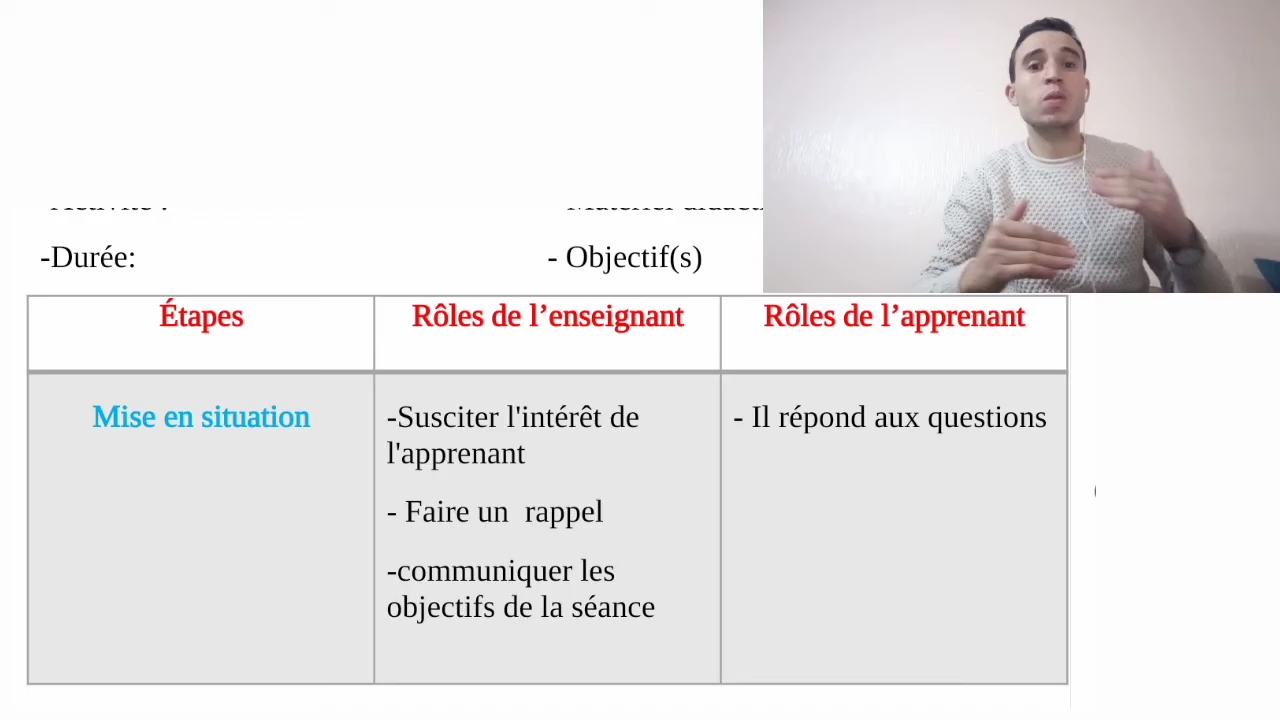 -Durée:
- Objectif(s)
Étapes
Rôles de l’enseignant
Rôles de l’apprenant
Mise en situation
-Susciter l'intérêt de
l'apprenant
- Faire un  rappel
-communiquer les
objectifs de la séance
- Il répond aux questions